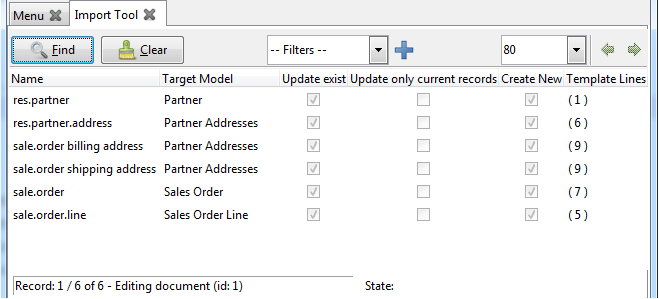 Menu Import Tool
Find Clear -- Filters -- 80
Name Target Model Update exist Update only current records Create New Template Lines
res.partner Partner ( 1 )
res.partner.address Partner Addresses ( 6 )
sale.order billing address Partner Addresses ( 9 )
sale.order shipping address Partner Addresses ( 9 )
sale.order Sales Order ( 7 )
sale.order.line Sales Order Line ( 5 )
Record: 1 / 6 of 6 - Editing document (id: 1) State: